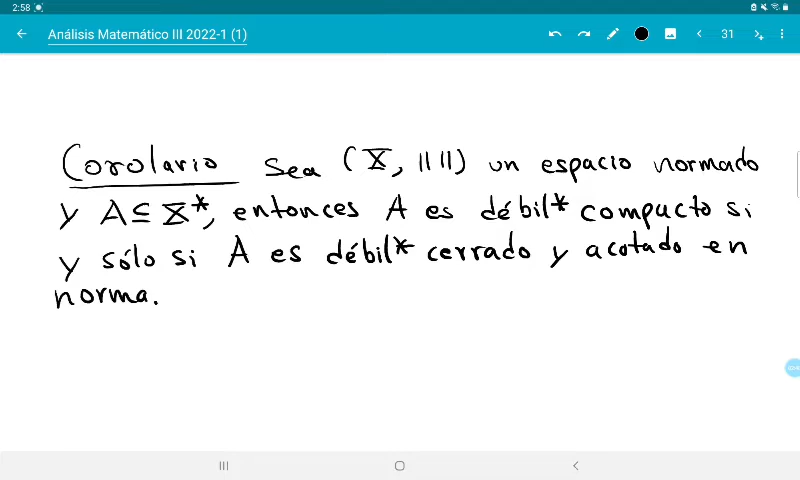 2:58
Análisis Matemático III 2022-1 (1)
31
Corolario Sea (X, || ||) un espacio normado
y A ⊆ X*, entonces A es débil* compacto si
y sólo si A es débil* cerrado y acotado en
norma.